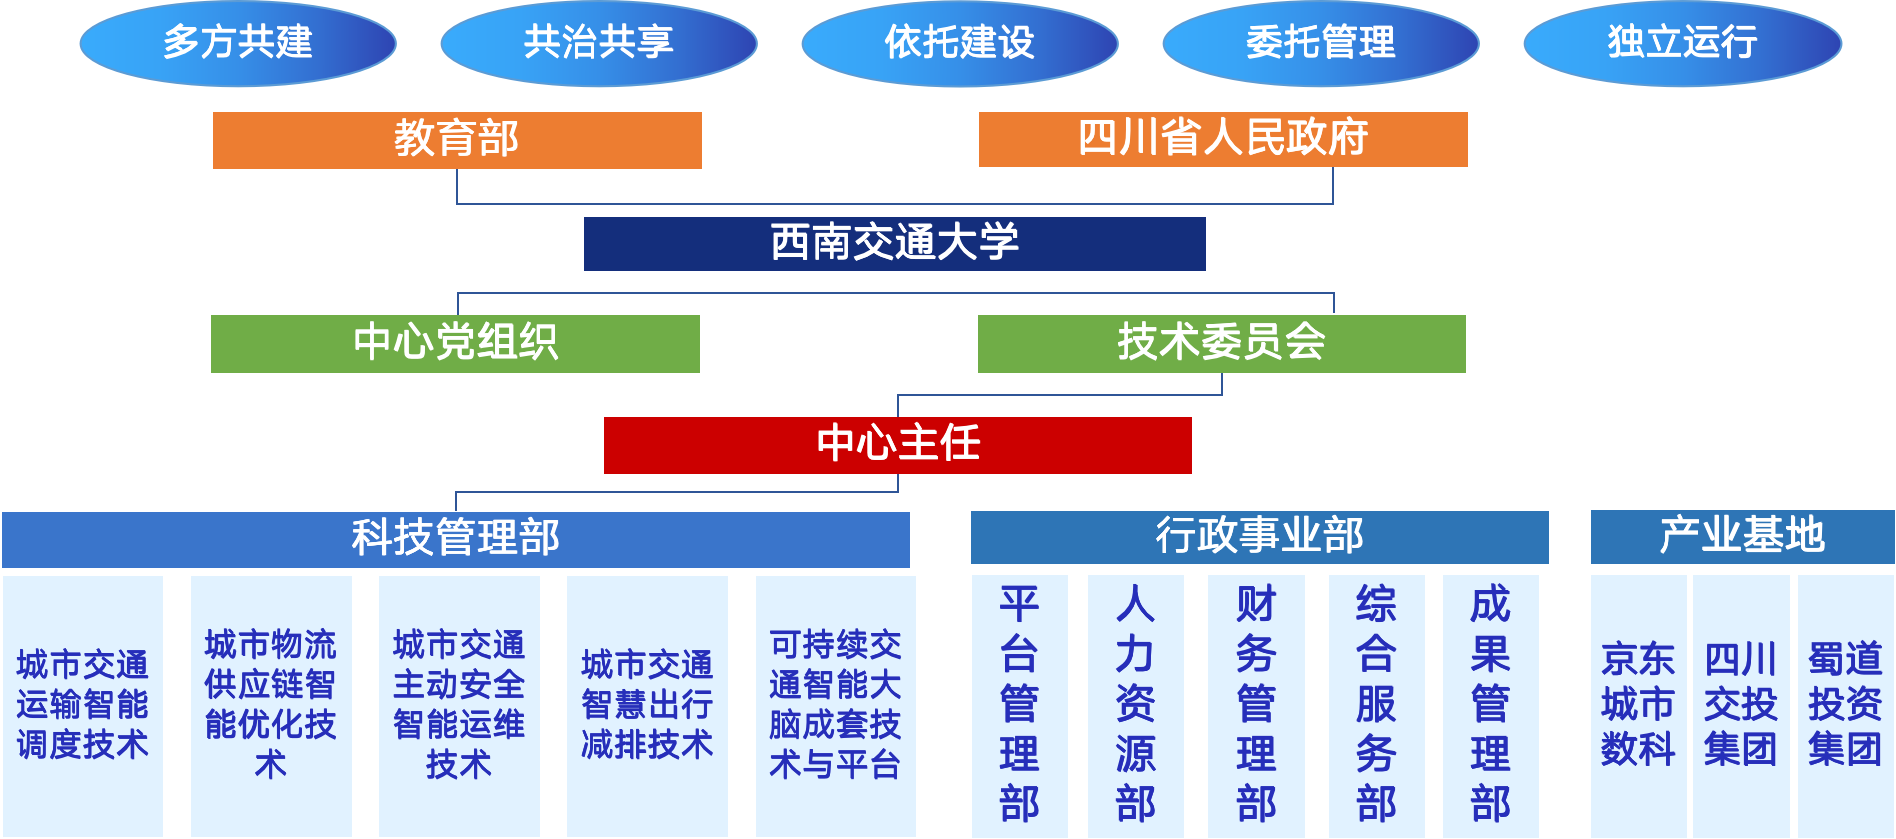 多方共建
共治共享
依托建设
委托管理
独立运行
教育部
四川省人民政府
西南交通大学
中心党组织
技术委员会
中心主任
科技管理部
行政事业部
产业基地
城市交通
运输智能
调度技术
城市物流
供应链智
能优化技
术
城市交通
主动安全
智能运维
技术
城市交通
智慧出行
减排技术
可持续交
通智能大
脑成套技
术与平台
平台管理部
人力资源部
财务管理部
综合服务部
成果管理部
京东
城市
数科
四川
交投
集团
蜀道
投资
集团